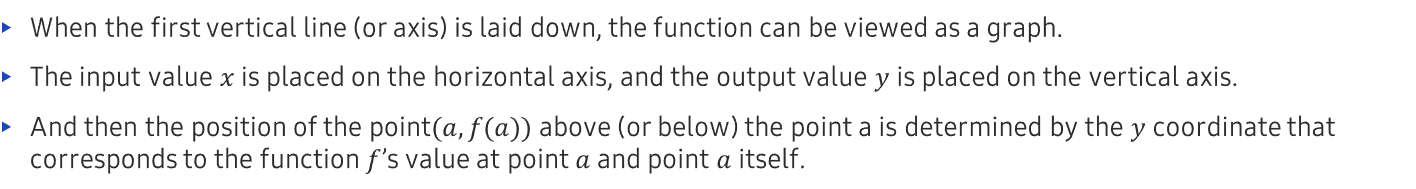 ▶ When the first vertical line (or axis) is laid down, the function can be viewed as a graph.
▶ The input value x is placed on the horizontal axis, and the output value y is placed on the vertical axis.
▶ And then the position of the point(a, f(a)) above (or below) the point a is determined by the y coordinate that
corresponds to the function f's value at point a and point a itself.